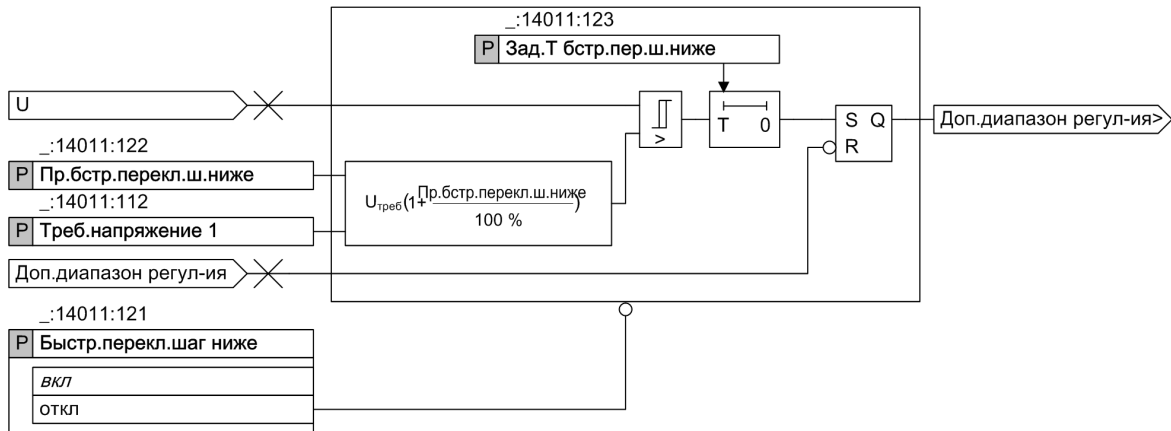 _:14011:123
P Зад.Т бстр.пер.ш.ниже
U
> T 0 S Q Доп.диапазон регул-ия>
R
_:14011:122
P Пр.бстр.перекл.ш.ниже
_:14011:112
Uтреб(1+Пр.бстр.перекл.ш.ниже)
100 %
P Треб.напряжение 1
Доп.диапазон регул-ия
_:14011:121
P Быстр.перекл.шаг ниже
вкл
откл